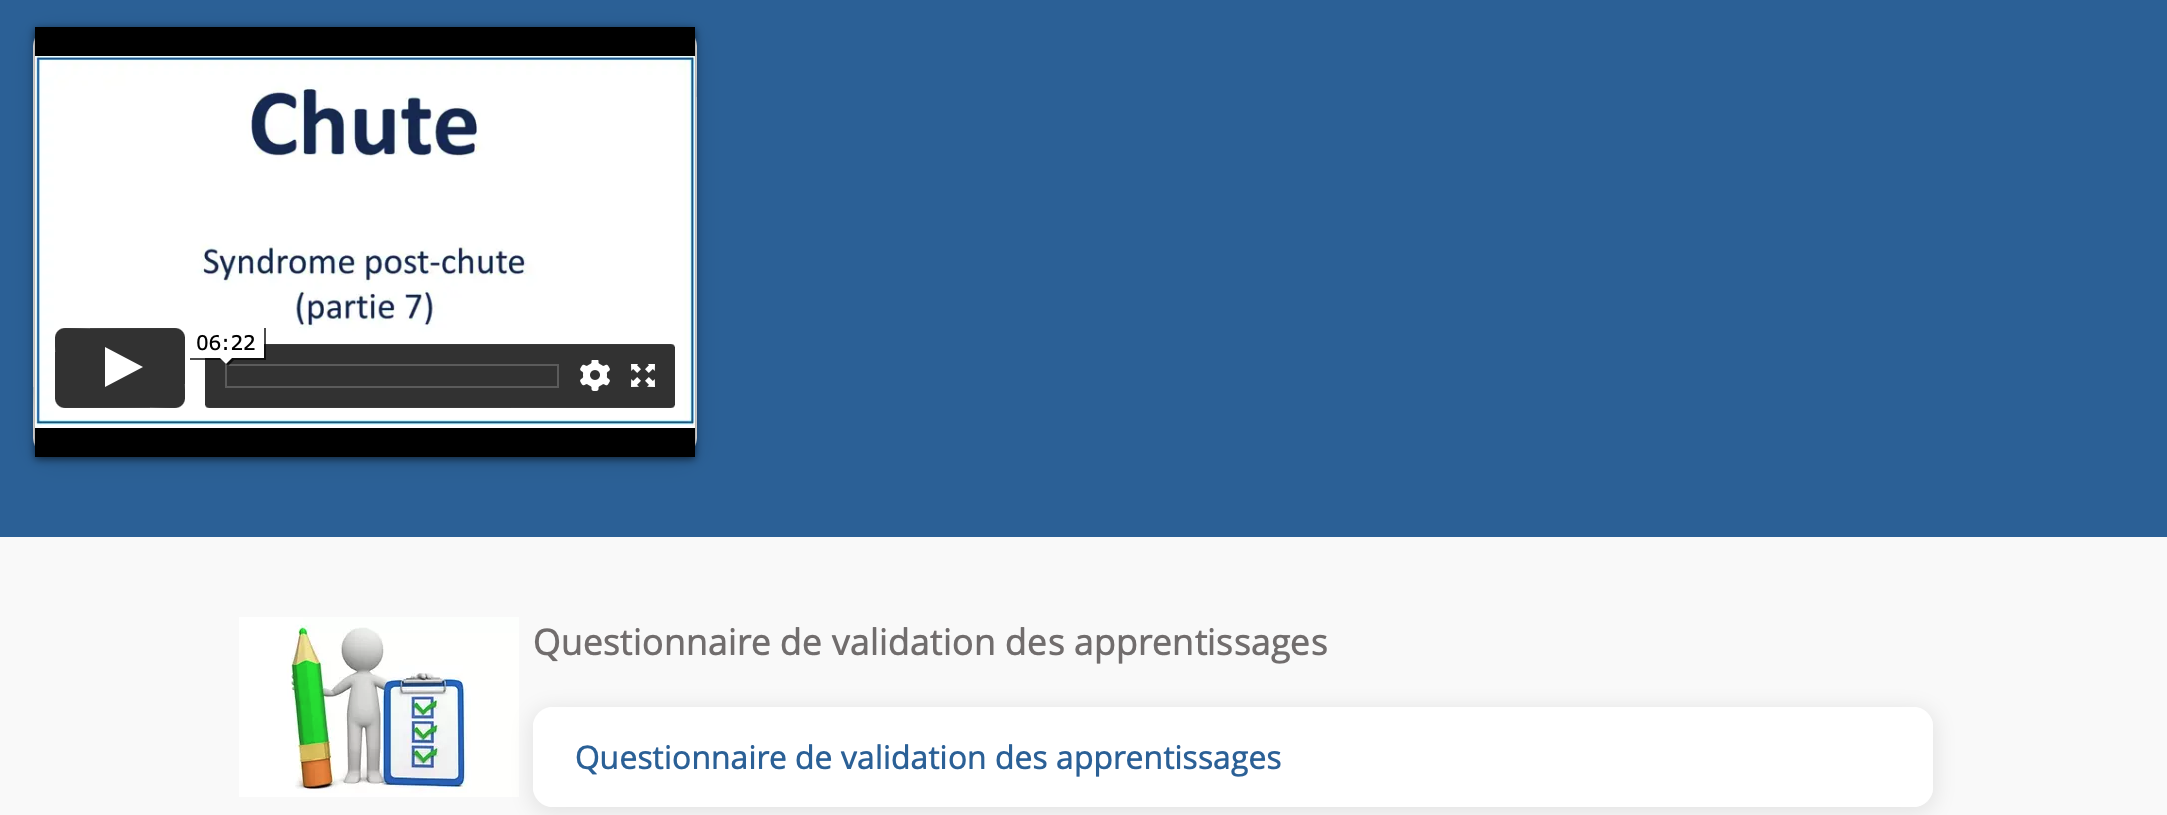 Chute
Syndrome post-chute
(partie 7)
06:22
Questionnaire de validation des apprentissages
Questionnaire de validation des apprentissages